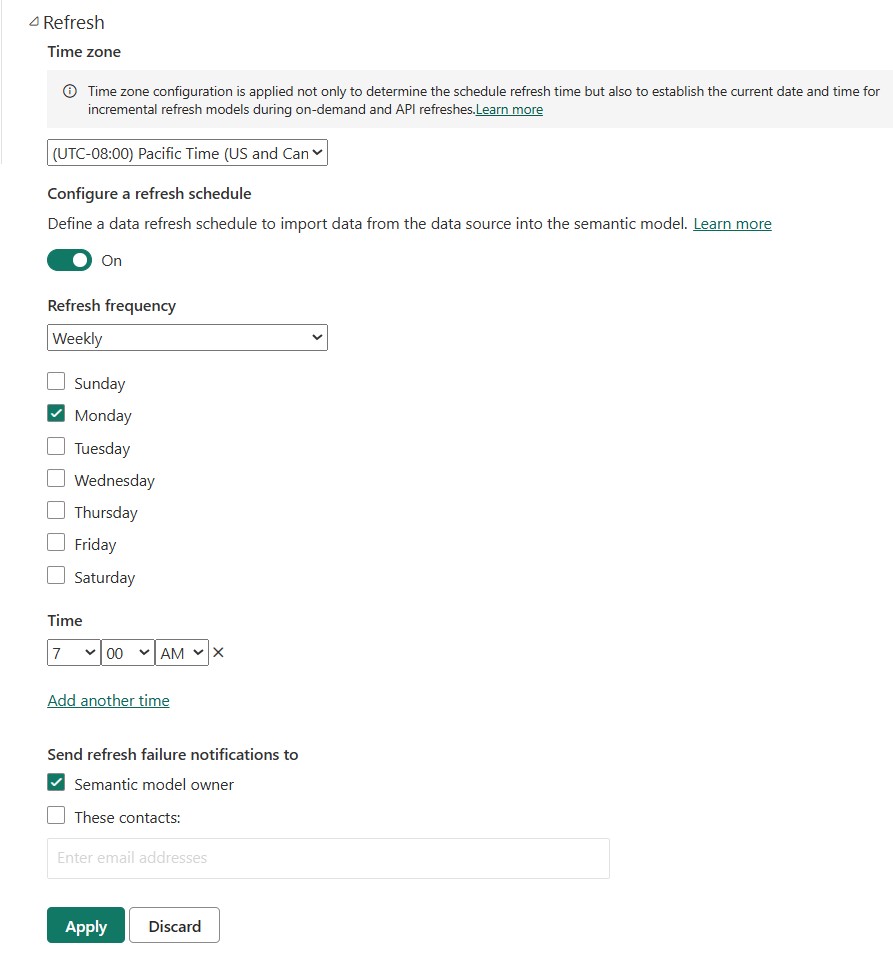 Refresh
Time zone
Time zone configuration is applied not only to determine the schedule refresh time but also to establish the current date and time for
incremental refresh models during on-demand and API refreshes.Learn more
(UTC-08:00) Pacific Time (US and Can
Configure a refresh schedule
Define a data refresh schedule to import data from the data source into the semantic model. Learn more
On
Refresh frequency
Weekly
Sunday
Monday
Tuesday
Wednesday
Thursday
Friday
Saturday
Time
7 00 AM
Add another time
Send refresh failure notifications to
Semantic model owner
These contacts:
Enter email addresses
Apply Discard